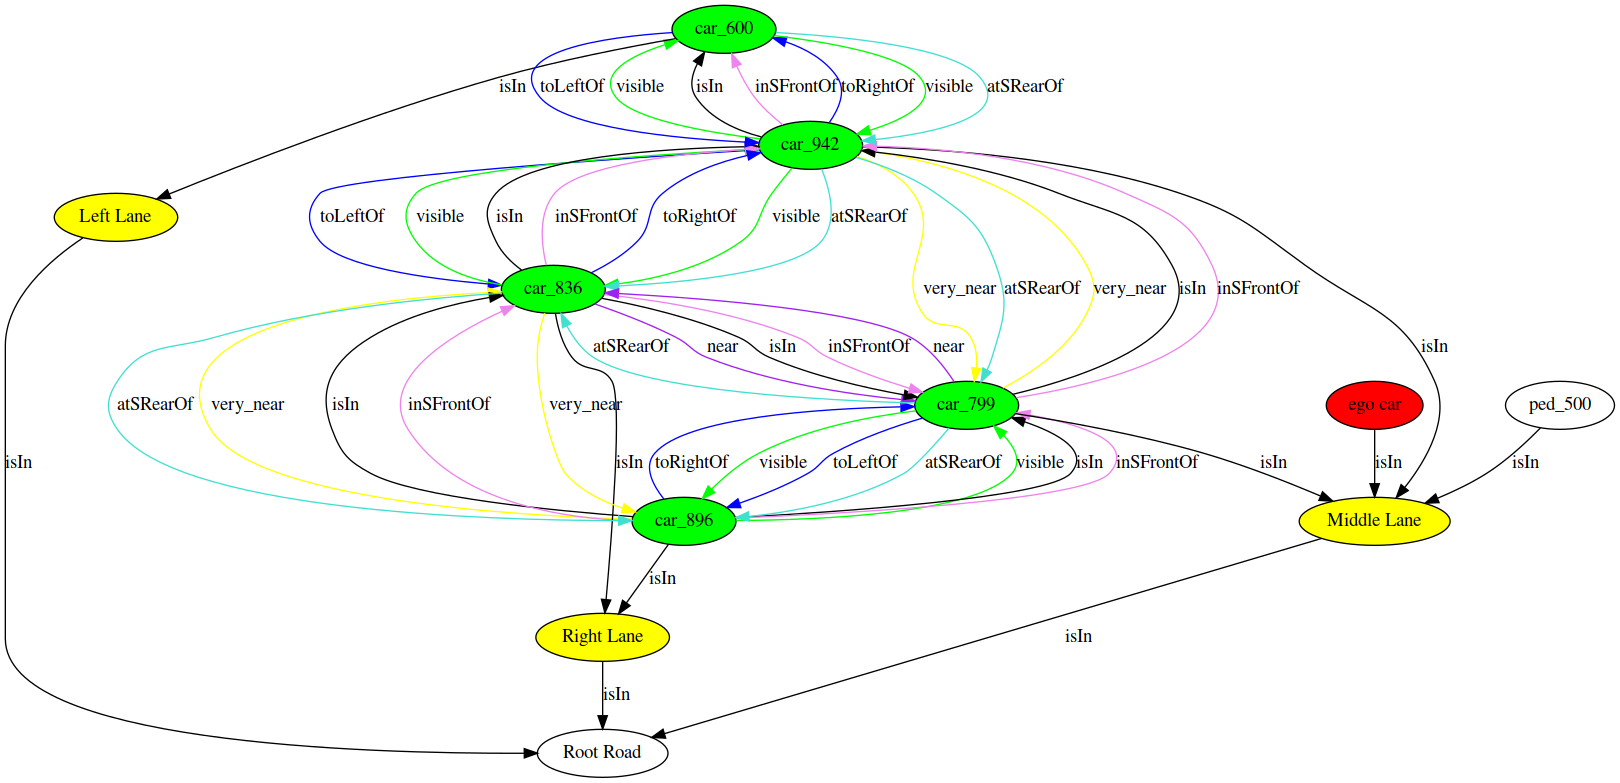 car_600
isIn
toLeftOf
visible
isIn
inSFrontOf
toRightOf
visible
atSRearOf
car_942
Left Lane
toLeftOf
visible
isIn
inSFrontOf
toRightOf
visible
atSRearOf
car_836
very_near
atSRearOf
very_near
isIn
inSFrontOf
atSRearOf
near
isIn
inSFrontOf
near
isIn
atSRearOf
very_near
isIn
inSFrontOf
very_near
car_799
ego car
ped_500
isIn
isIn
toRightOf
visible
toLeftOf
atSRearOf
visible
isIn
inSFrontOf
isIn
isIn
isIn
car_896
Middle Lane
isIn
Right Lane
isIn
isIn
Root Road